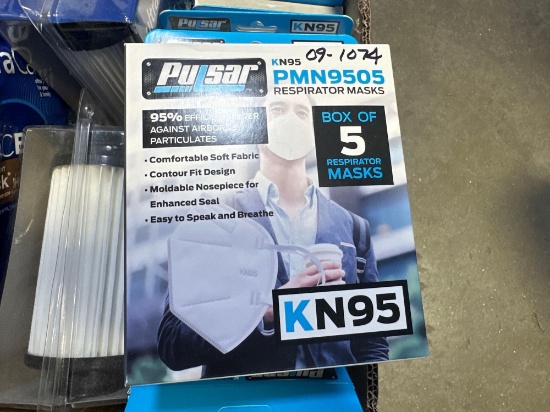 Pulsar
09-1074
Pulsar
KN95
PMN9505
RESPIRATOR MASKS
95%
AGAINST
PARTICULATES
• Comfortable Soft Fabric
• Contour Fit Design
• Moldable Nosepiece for
Enhanced Seal
• Easy to Speak and Breathe
BOX OF
5
RESPIRATOR
MASKS
KN95
KN95